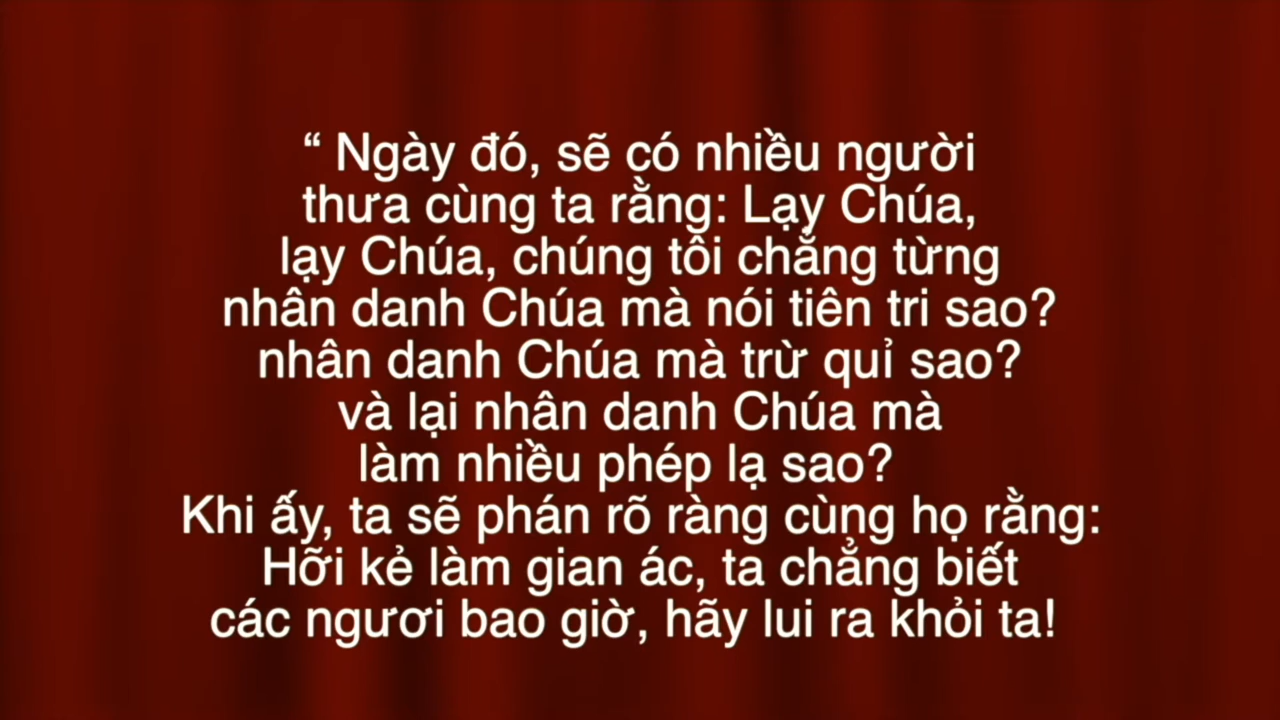 “ Ngày đó, sẽ có nhiều người
thưa cùng ta rằng: Lạy Chúa,
lạy Chúa, chúng tôi chẳng từng
nhân danh Chúa mà nói tiên tri sao?
nhân danh Chúa mà trừ quỉ sao?
và lại nhân danh Chúa mà
làm nhiều phép lạ sao?
Khi ấy, ta sẽ phán rõ ràng cùng họ rằng:
Hỡi kẻ làm gian ác, ta chẳng biết
các ngươi bao giờ, hãy lui ra khỏi ta!